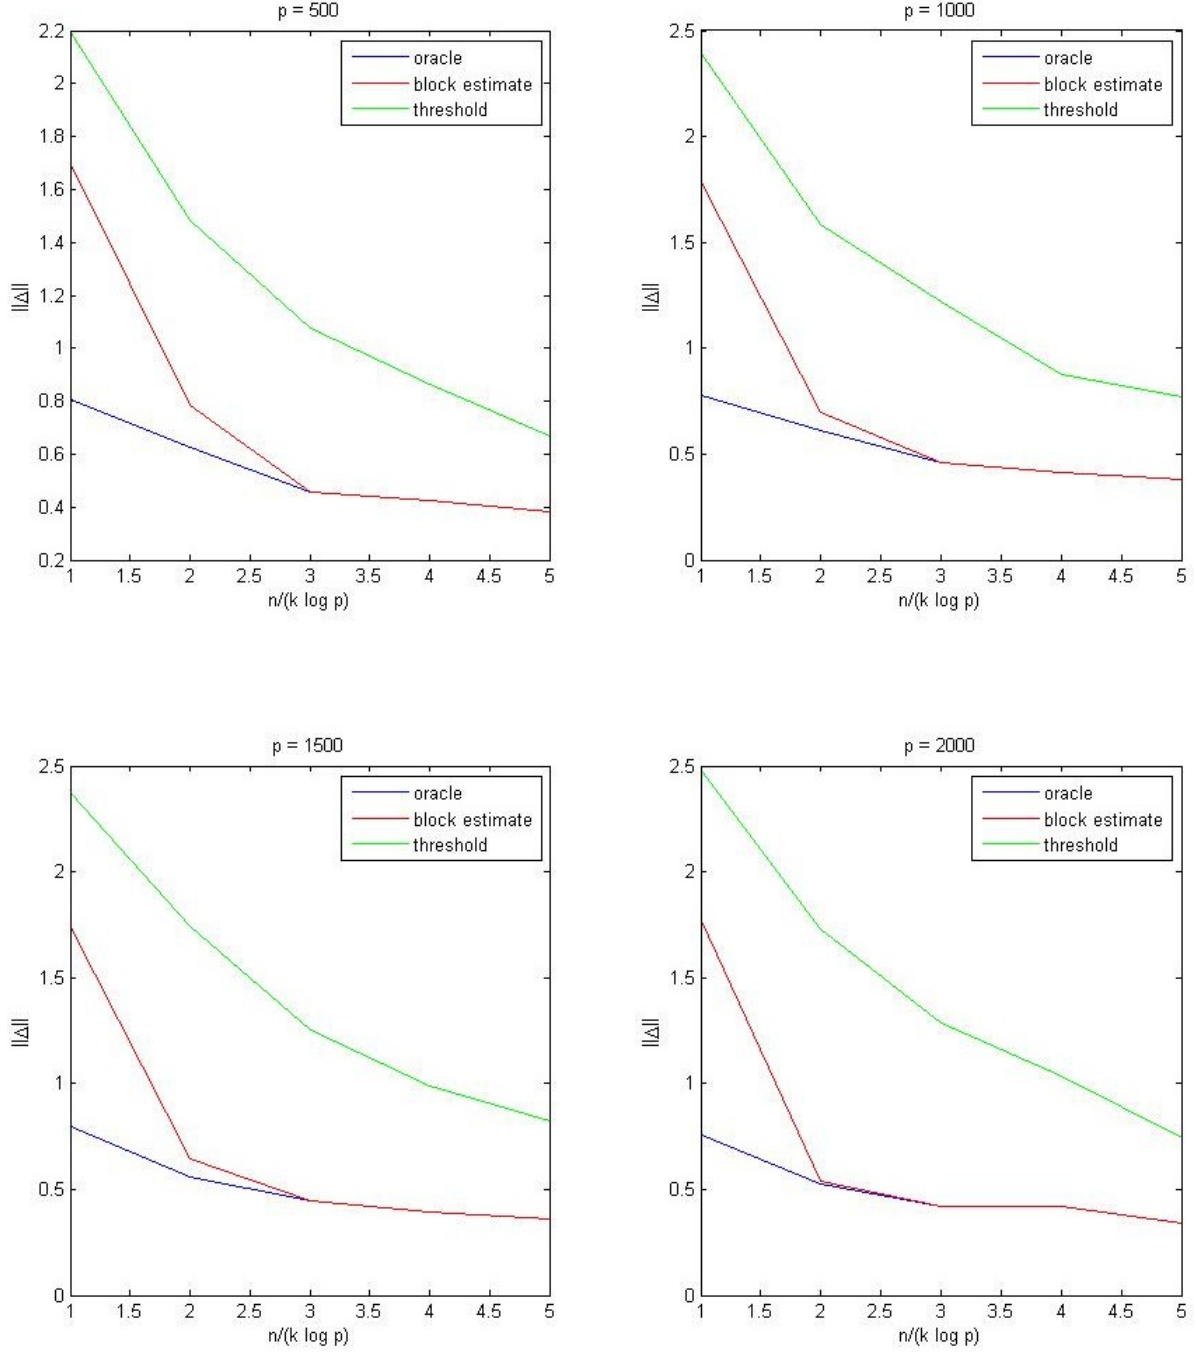 p = 500
2.2
2
1.8
1.6
1.4
1.2
1
0.8
0.6
0.4
0.2
||Δ||
oracle
block estimate
threshold
1 1.5 2 2.5 3 3.5 4 4.5 5
n/(k log p)
p = 1000
2.5
2
1.5
1
0.5
0
||Δ||
oracle
block estimate
threshold
1 1.5 2 2.5 3 3.5 4 4.5 5
n/(k log p)
p = 1500
2.5
2
1.5
1
0.5
0
||Δ||
oracle
block estimate
threshold
1 1.5 2 2.5 3 3.5 4 4.5 5
n/(k log p)
p = 2000
2.5
2
1.5
1
0.5
0
||Δ||
oracle
block estimate
threshold
1 1.5 2 2.5 3 3.5 4 4.5 5
n/(k log p)